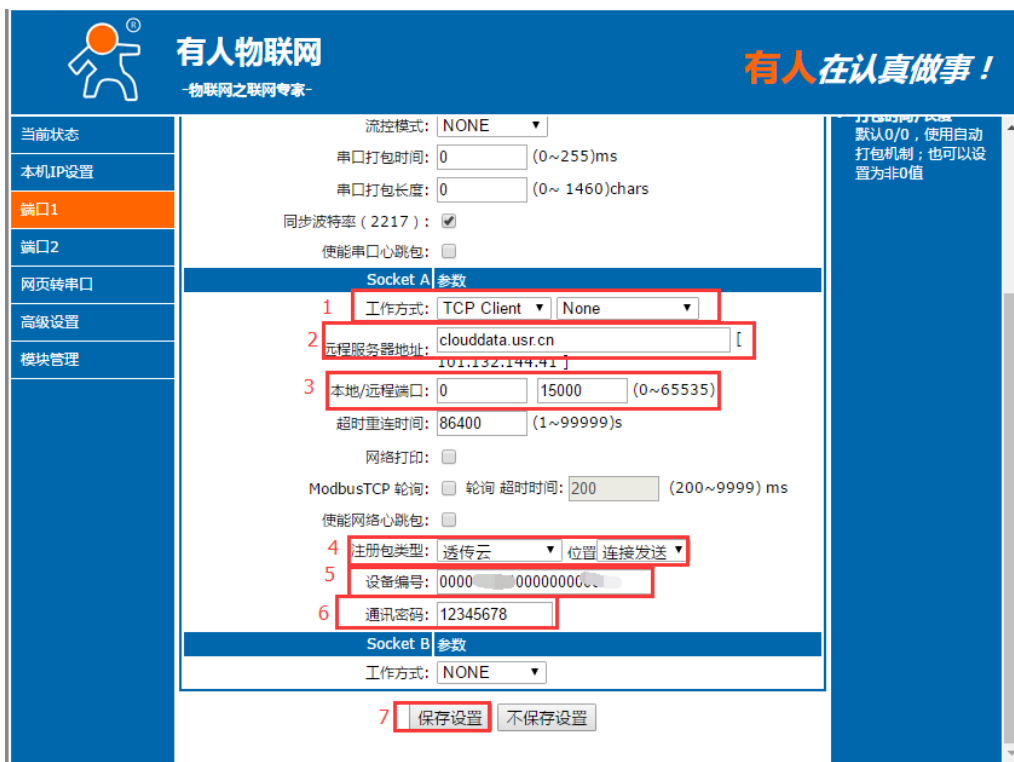 ®
有人物联网
-物联网之联网专家-
有人在认真做事！
当前状态
本机IP设置
端口1
端口2
网页转串口
高级设置
模块管理
流控模式: NONE
串口打包时间: 0 (0~255)ms
串口打包长度: 0 (0~ 1460)chars
同步波特率（2217）:
使能串口心跳包:
Socket A 参数
1 工作方式: TCP Client None
2 远程服务器地址: clouddata.usr.cn [
101.132.144.41 ]
3 本地/远程端口: 0 15000 (0~65535)
超时重连时间: 86400 (1~99999)s
网络打印:
ModbusTCP 轮询: 轮询 超时时间: 200 (200~9999) ms
使能网络心跳包:
4 注册包类型: 透传云 位置 连接发送
5 设备编号: 0000 00000000000
6 通讯密码: 12345678
Socket B 参数
工作方式: NONE
7 保存设置 不保存设置
打包时间/长度
默认0/0，使用自动
打包机制；也可以设
置为非0值